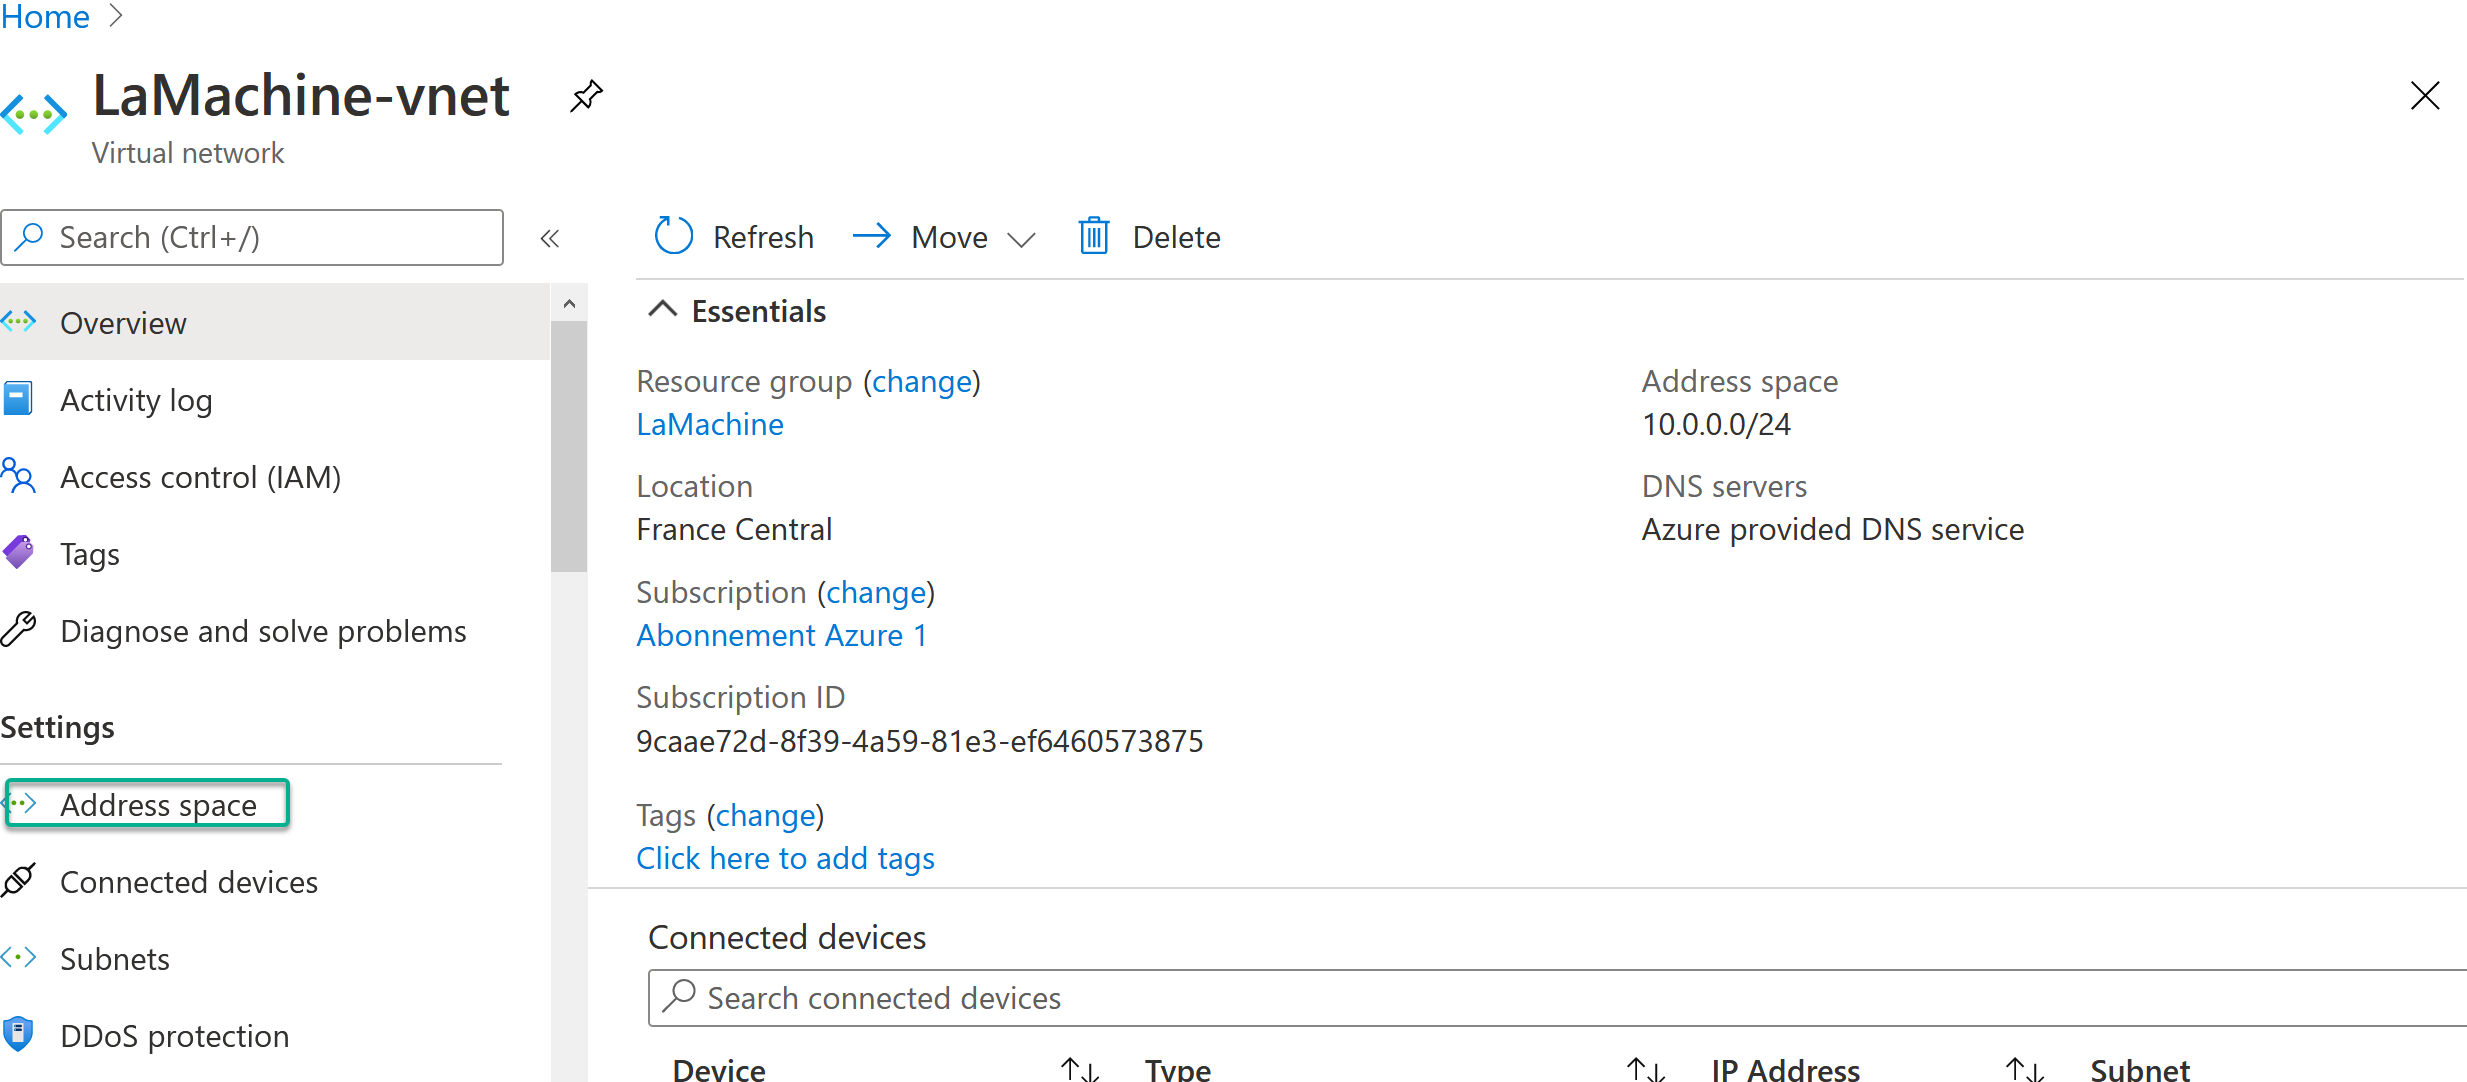 Home
LaMachine-vnet
Virtual network
Search (Ctrl+/)
Refresh
Move
Delete
Overview
Activity log
Access control (IAM)
Tags
Diagnose and solve problems
Settings
Address space
Connected devices
Subnets
DDoS protection
Essentials
Resource group (change)
LaMachine
Location
France Central
Subscription (change)
Abonnement Azure 1
Subscription ID
9caae72d-8f39-4a59-81e3-ef6460573875
Tags (change)
Click here to add tags
Address space
10.0.0.0/24
DNS servers
Azure provided DNS service
Connected devices
Search connected devices
Device Type IP Address Subnet